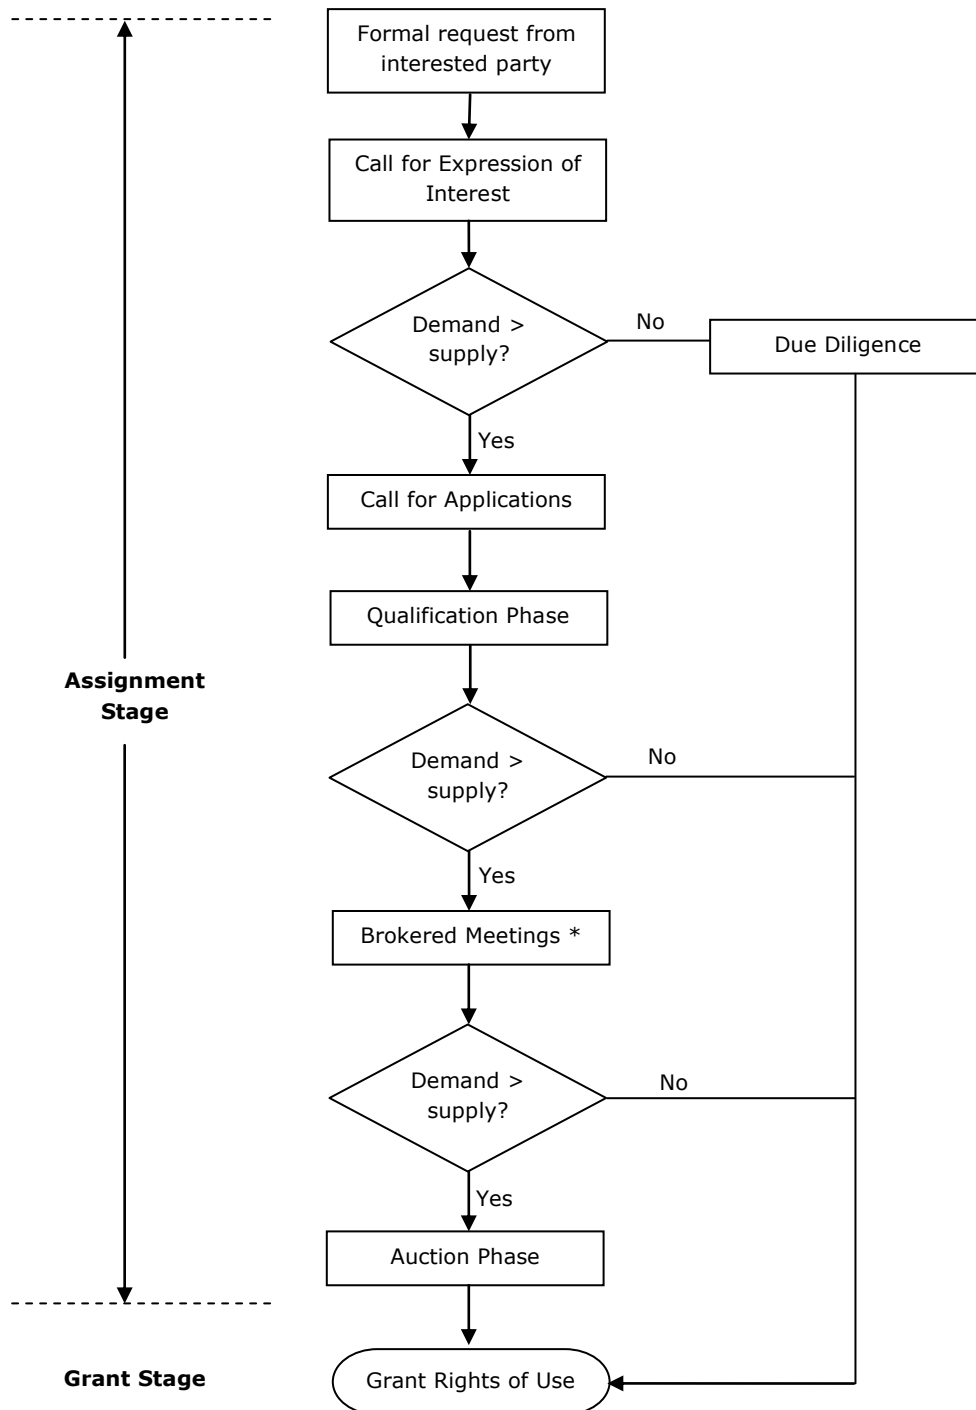 Formal request from
interested party
Call for Expression of
Interest
Demand >
supply?
No
Due Diligence
Yes
Call for Applications
Qualification Phase
Assignment
Stage
Demand >
supply?
No
Yes
Brokered Meetings *
Demand >
supply?
No
Yes
Auction Phase
Grant Stage
Grant Rights of Use